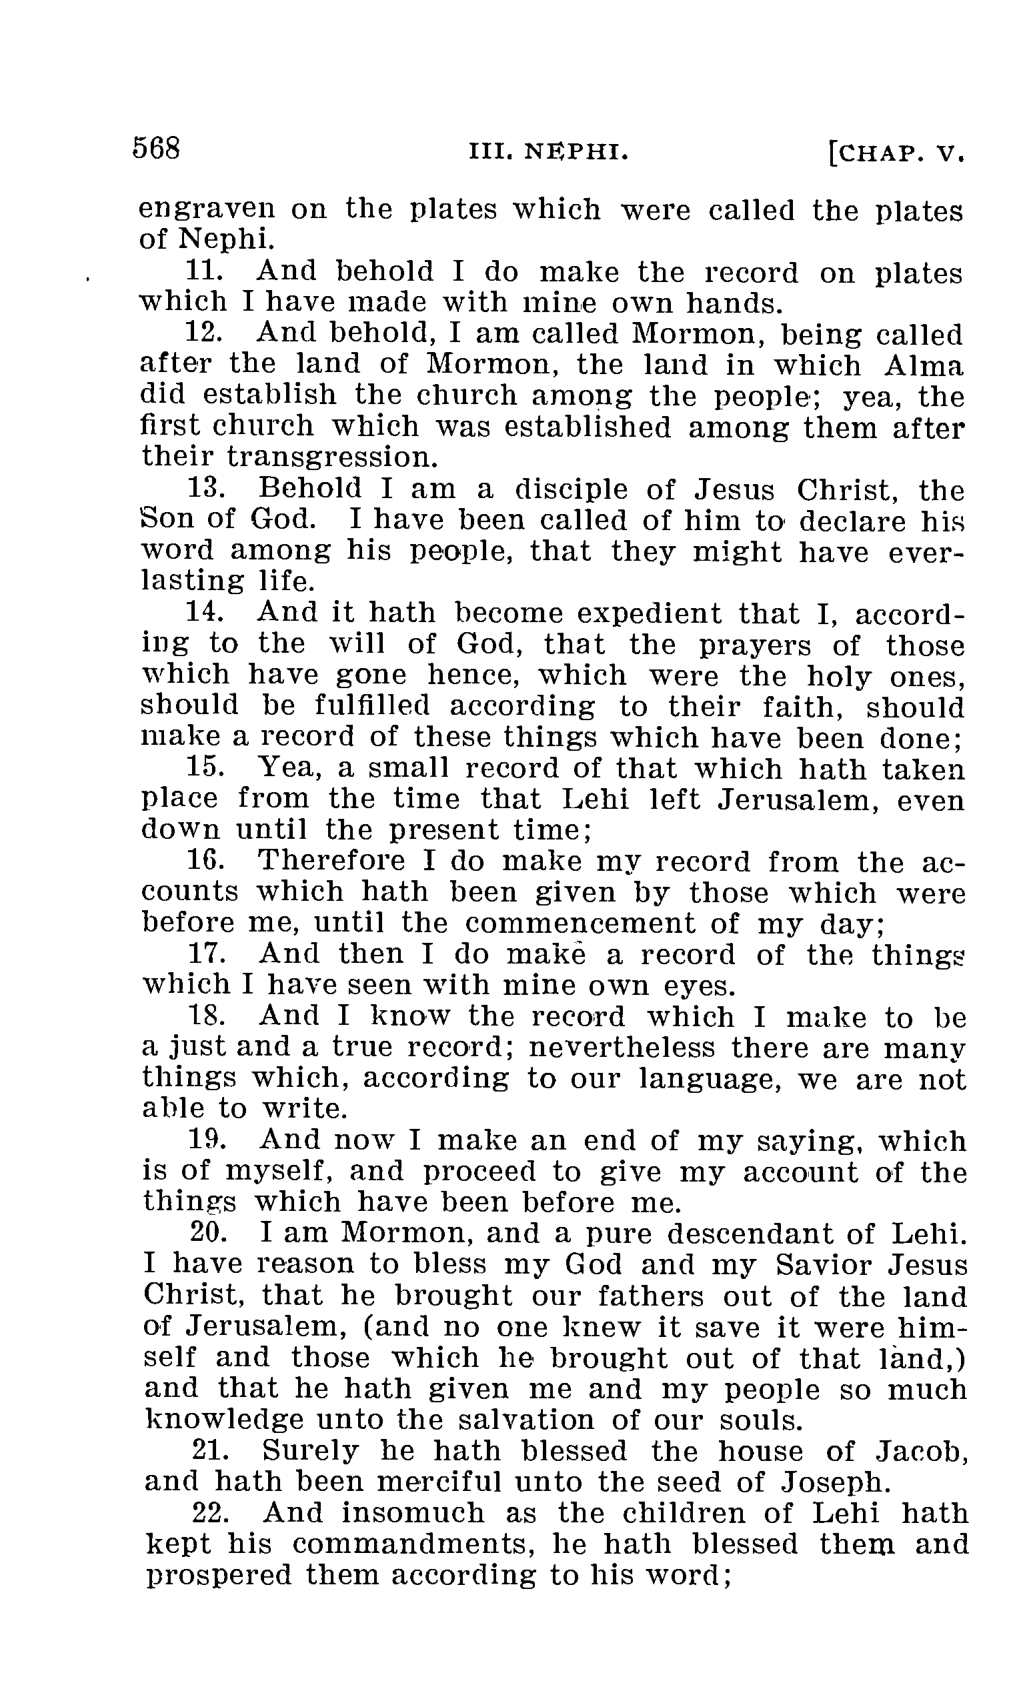 568 III. NEPHI. [CHAP. V.
engraven on the plates which were called the plates
of Nephi.
11. And behold I do make the record on plates
which I have made with mine own hands.
12. And behold, I am called Mormon, being called
after the land of Mormon, the land in which Alma
did establish the church among the people; yea, the
first church which was established among them after
their transgression.
13. Behold I am a disciple of Jesus Christ, the
Son of God. I have been called of him to declare his
word among his people, that they might have ever-
lasting life.
14. And it hath become expedient that I, accord-
ing to the will of God, that the prayers of those
which have gone hence, which were the holy ones,
should be fulfilled according to their faith, should
make a record of these things which have been done;
15. Yea, a small record of that which hath taken
place from the time that Lehi left Jerusalem, even
down until the present time;
16. Therefore I do make my record from the ac-
counts which hath been given by those which were
before me, until the commencement of my day;
17. And then I do make a record of the things
which I have seen with mine own eyes.
18. And I know the record which I make to be
a just and a true record; nevertheless there are many
things which, according to our language, we are not
able to write.
19. And now I make an end of my saying, which
is of myself, and proceed to give my account of the
things which have been before me.
20. I am Mormon, and a pure descendant of Lehi.
I have reason to bless my God and my Savior Jesus
Christ, that he brought our fathers out of the land
of Jerusalem, (and no one knew it save it were him-
self and those which he brought out of that land,)
and that he hath given me and my people so much
knowledge unto the salvation of our souls.
21. Surely he hath blessed the house of Jacob,
and hath been merciful unto the seed of Joseph.
22. And insomuch as the children of Lehi hath
kept his commandments, he hath blessed them and
prospered them according to his word;